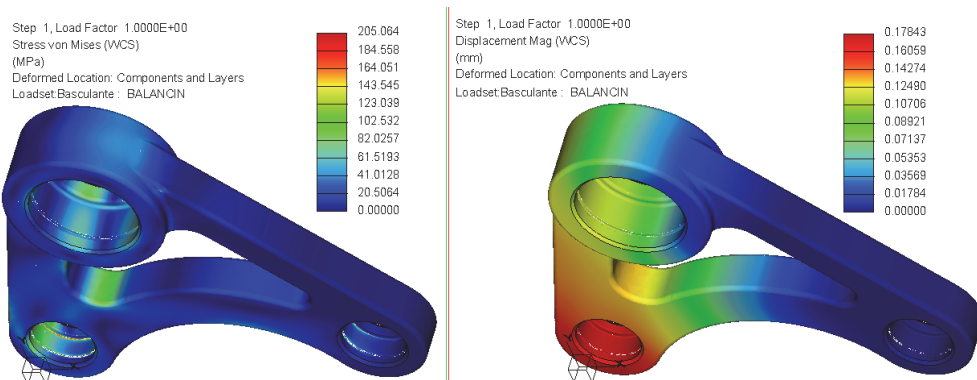 Step 1, Load Factor 1.0000E+00
Stress von Mises (WCS)
(MPa)
Deformed Location: Components and Layers
Loadset:Basculante : BALANCIN
205.064
184.558
164.051
143.545
123.039
102.532
82.0257
61.5193
41.0128
20.5064
0.00000
Step 1, Load Factor 1.0000E+00
Displacement Mag (WCS)
(mm)
Deformed Location: Components and Layers
Loadset:Basculante : BALANCIN
0.17843
0.16059
0.14274
0.12490
0.10706
0.08921
0.07137
0.05353
0.03569
0.01784
0.00000